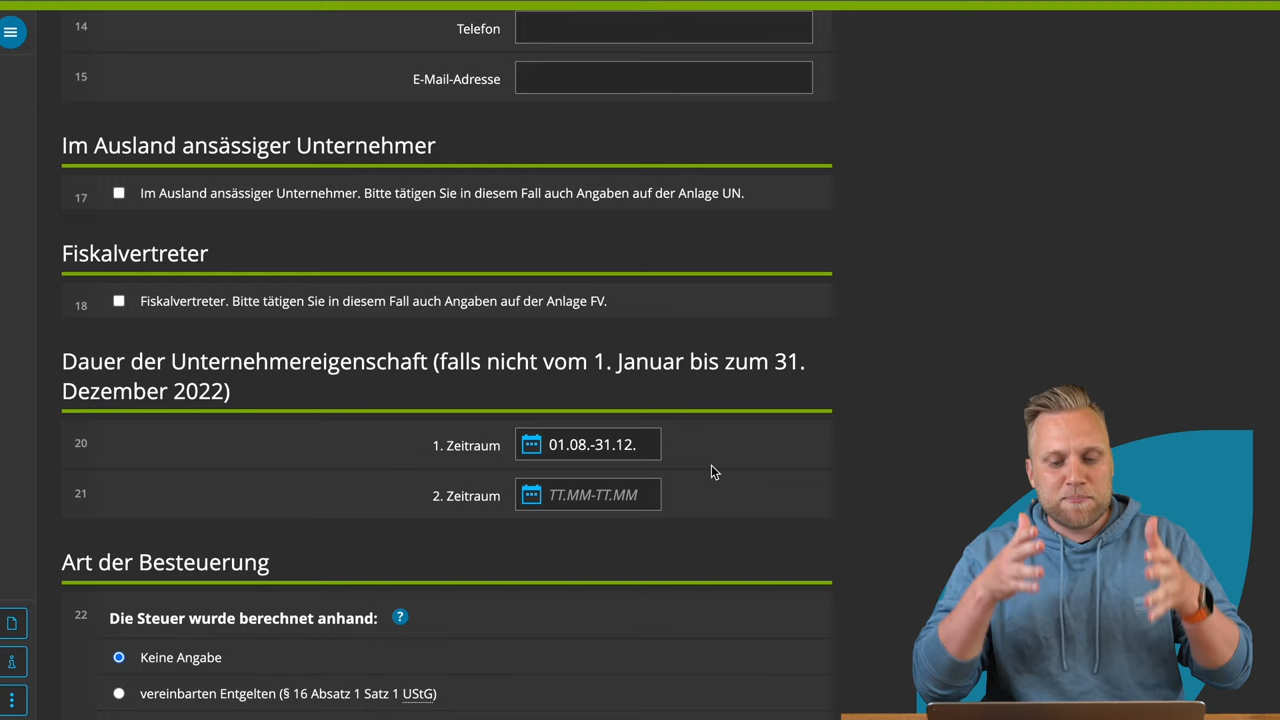 14 Telefon
15 E-Mail-Adresse
Im Ausland ansässiger Unternehmer
17 Im Ausland ansässiger Unternehmer. Bitte tätigen Sie in diesem Fall auch Angaben auf der Anlage UN.
Fiskalvertreter
18 Fiskalvertreter. Bitte tätigen Sie in diesem Fall auch Angaben auf der Anlage FV.
Dauer der Unternehmereigenschaft (falls nicht vom 1. Januar bis zum 31.
Dezember 2022)
20 1. Zeitraum 01.08.-31.12.
21 2. Zeitraum TT.MM-TT.MM
Art der Besteuerung
22 Die Steuer wurde berechnet anhand: ?
Keine Angabe
vereinbarten Entgelten (§ 16 Absatz 1 Satz 1 UStG)